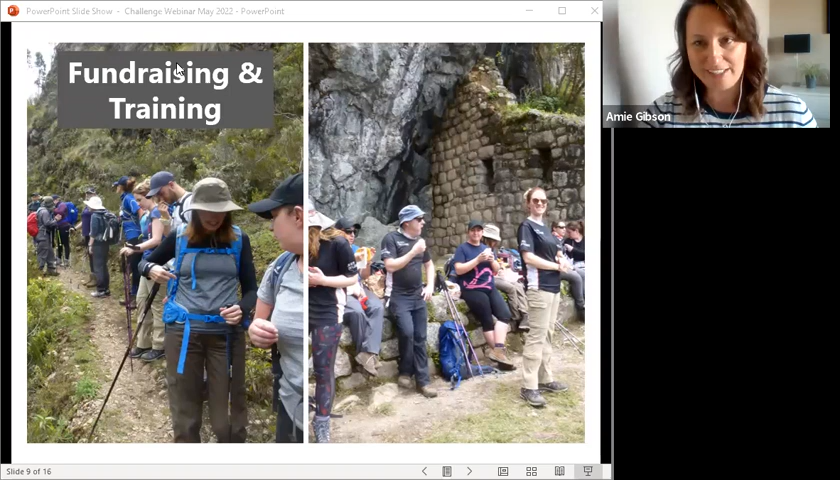 PowerPoint Slide Show - Challenge Webinar May 2022 - PowerPoint
Fundraising &
Training
Amie Gibson
Slide 9 of 16